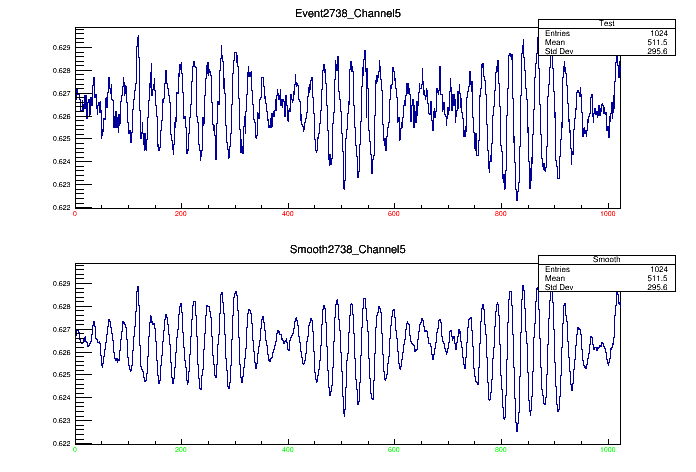 Event2738_Channel5
Test
Entries 1024
Mean 511.5
Std Dev 295.6
0.629
0.628
0.627
0.626
0.625
0.624
0.623
0.622
0 200 400 600 800 1000
Smooth2738_Channel5
Smooth
Entries 1024
Mean 511.5
Std Dev 295.6
0.629
0.628
0.627
0.626
0.625
0.624
0.623
0.622
0 200 400 600 800 1000